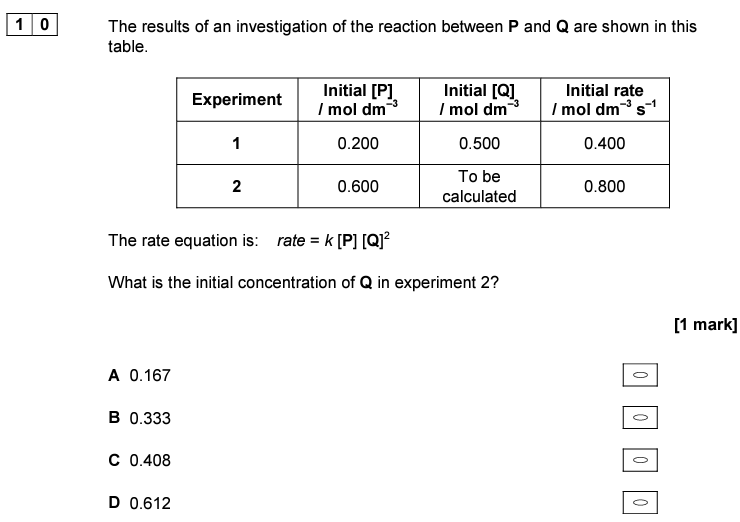 1 0
The results of an investigation of the reaction between P and Q are shown in this
table.
Experiment Initial [P] / mol dm⁻³ Initial [Q] / mol dm⁻³ Initial rate / mol dm⁻³ s⁻¹
1 0.200 0.500 0.400
2 0.600 To be calculated 0.800
The rate equation is: rate = k [P] [Q]²
What is the initial concentration of Q in experiment 2?
[1 mark]
A 0.167
B 0.333
C 0.408
D 0.612